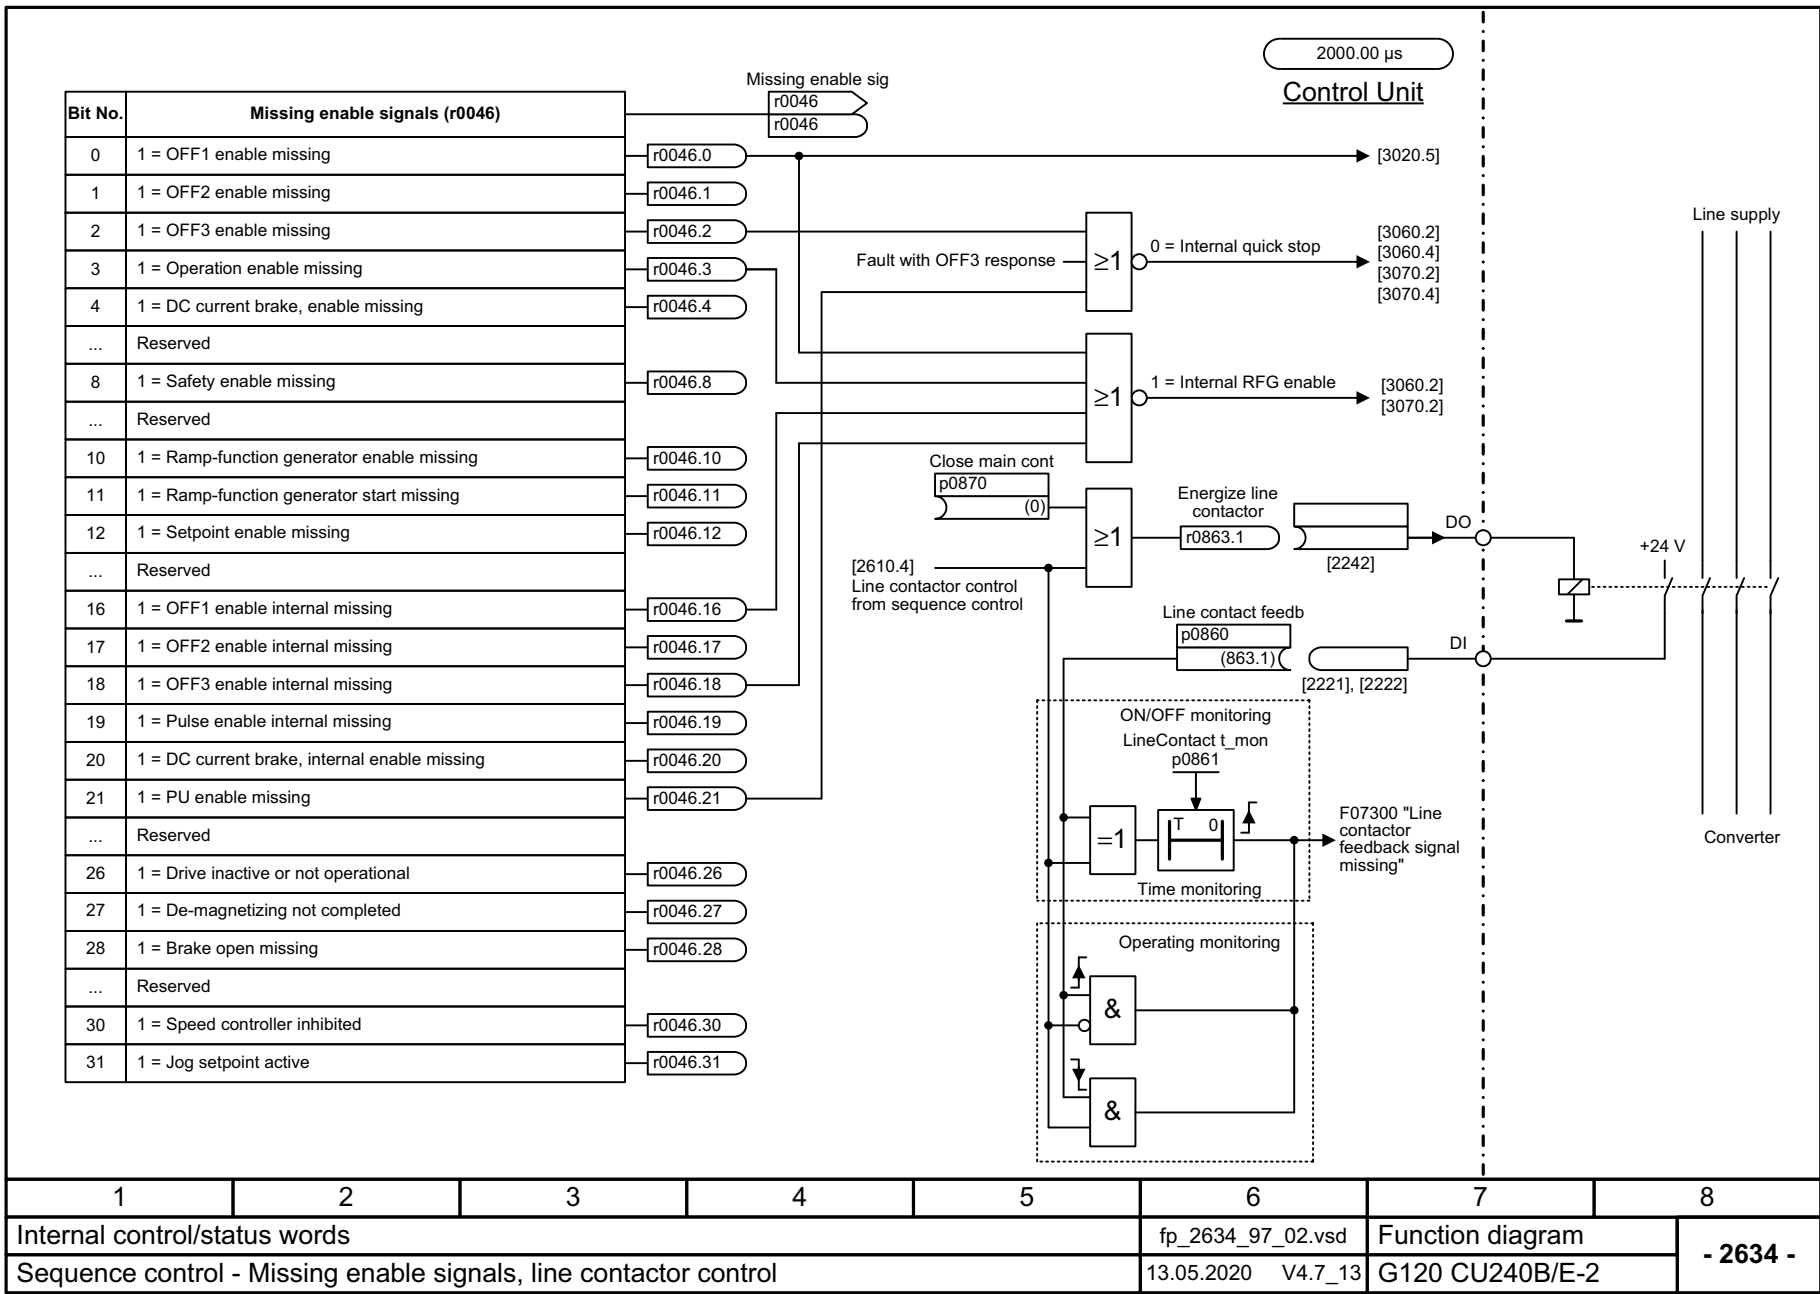 2000.00 µs
Control Unit
Missing enable sig
r0046
r0046
Bit No. Missing enable signals (r0046)
0 1 = OFF1 enable missing r0046.0 [3020.5]
1 1 = OFF2 enable missing r0046.1
2 1 = OFF3 enable missing r0046.2
3 1 = Operation enable missing r0046.3
4 1 = DC current brake, enable missing r0046.4
... Reserved
8 1 = Safety enable missing r0046.8
... Reserved
10 1 = Ramp-function generator enable missing r0046.10
11 1 = Ramp-function generator start missing r0046.11
12 1 = Setpoint enable missing r0046.12
... Reserved
16 1 = OFF1 enable internal missing r0046.16
17 1 = OFF2 enable internal missing r0046.17
18 1 = OFF3 enable internal missing r0046.18
19 1 = Pulse enable internal missing r0046.19
20 1 = DC current brake, internal enable missing r0046.20
21 1 = PU enable missing r0046.21
... Reserved
26 1 = Drive inactive or not operational r0046.26
27 1 = De-magnetizing not completed r0046.27
28 1 = Brake open missing r0046.28
... Reserved
30 1 = Speed controller inhibited r0046.30
31 1 = Jog setpoint active r0046.31
Fault with OFF3 response
≥1
0 = Internal quick stop
[3060.2]
[3060.4]
[3070.2]
[3070.4]
≥1
1 = Internal RFG enable
[3060.2]
[3070.2]
Close main cont
p0870
(0)
[2610.4]
Line contactor control
from sequence control
≥1
Energize line
contactor
r0863.1
[2242]
DO
Line contact feedb
p0860
(863.1)
[2221], [2222]
DI
Line supply
+24 V
Converter
ON/OFF monitoring
LineContact t_mon
p0861
=1
T 0
Time monitoring
F07300 "Line
contactor
feedback signal
missing"
Operating monitoring
&
&
1 2 3 4 5 6 7 8
Internal control/status words fp_2634_97_02.vsd Function diagram
- 2634 -
Sequence control - Missing enable signals, line contactor control 13.05.2020 V4.7_13 G120 CU240B/E-2